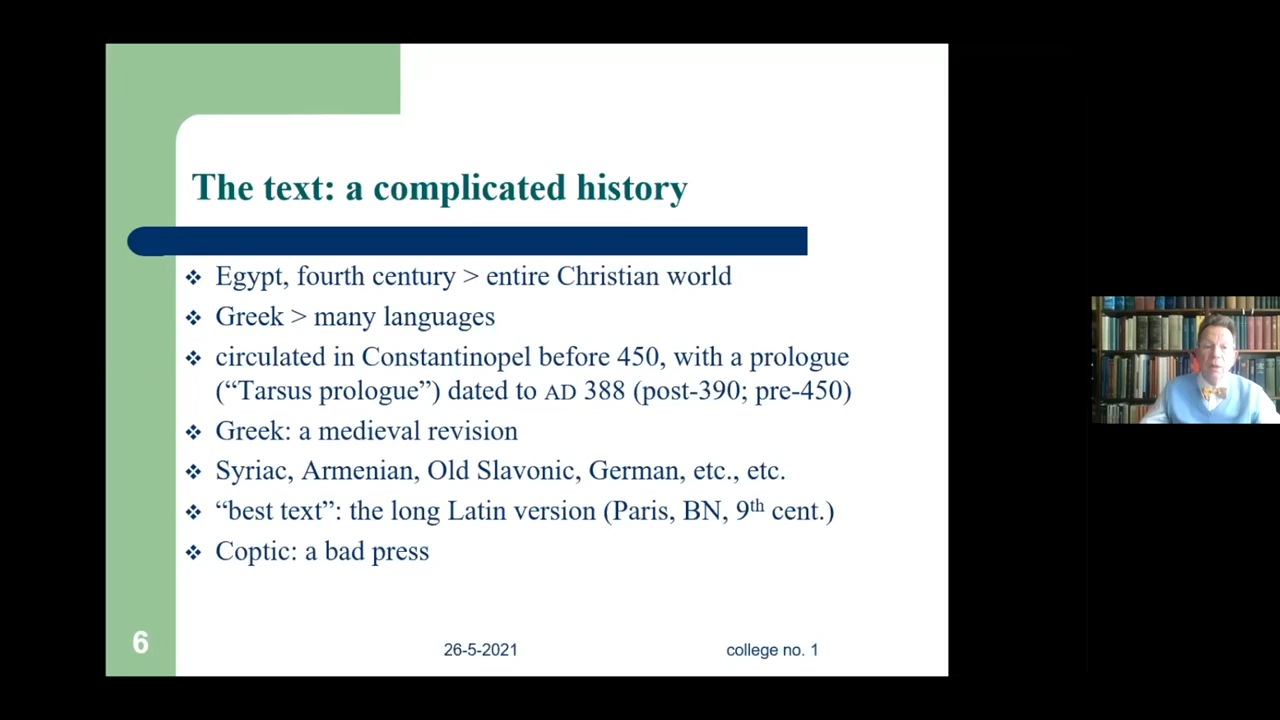 The text: a complicated history
❖ Egypt, fourth century > entire Christian world
❖ Greek > many languages
❖ circulated in Constantinopel before 450, with a prologue
(“Tarsus prologue”) dated to AD 388 (post-390; pre-450)
❖ Greek: a medieval revision
❖ Syriac, Armenian, Old Slavonic, German, etc., etc.
❖ “best text”: the long Latin version (Paris, BN, 9th cent.)
❖ Coptic: a bad press
6
26-5-2021
college no. 1